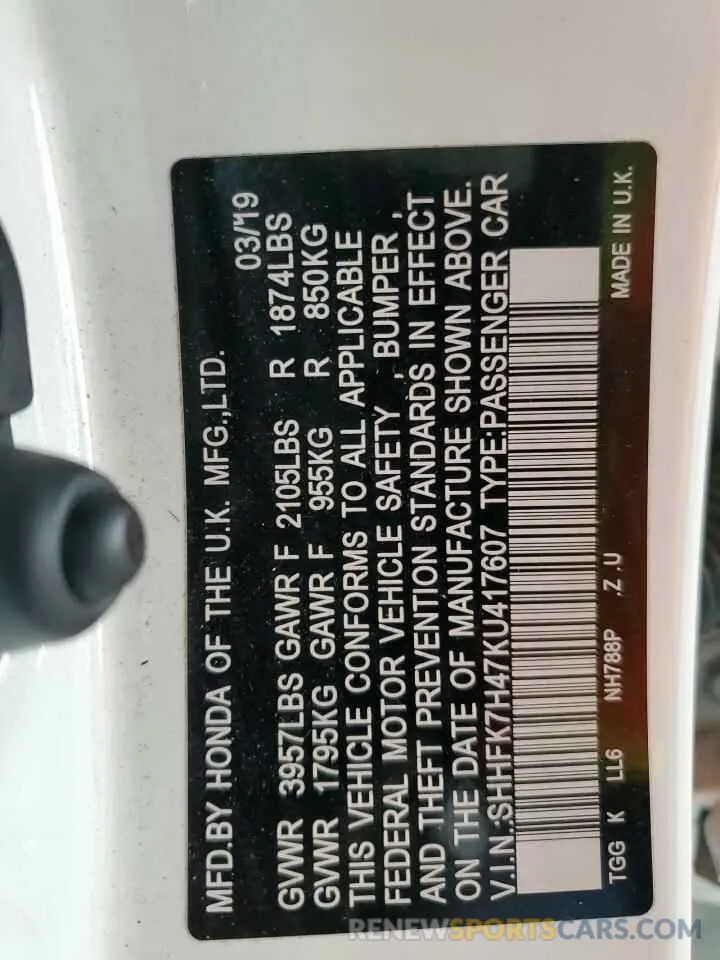 MFD.BY HONDA OF THE U.K. MFG.,LTD.
03/19
GVWR 3957LBS GAWR F 2105LBS R 1874LBS
GVWR 1795KG GAWR F 955KG R 850KG
THIS VEHICLE CONFORMS TO ALL APPLICABLE
FEDERAL MOTOR VEHICLE SAFETY , BUMPER ,
AND THEFT PREVENTION STANDARDS IN EFFECT
ON THE DATE OF MANUFACTURE SHOWN ABOVE.
V.I.N.:SHHFK7H47KU417607 TYPE:PASSENGER CAR
TGG K LL6 NH788P .Z .U MADE IN U.K.
RENEWSPORTSCARS.COM